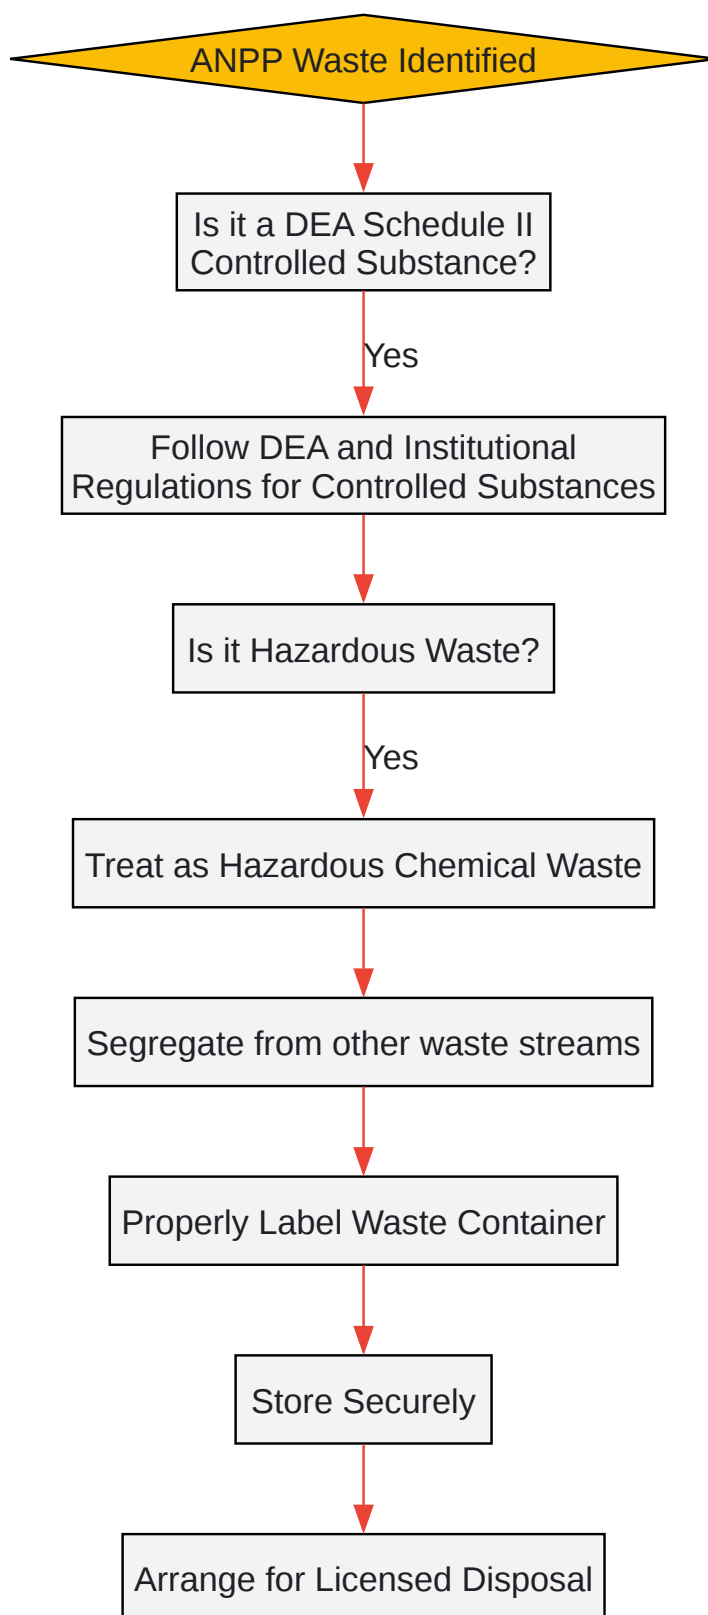 ANPP Waste Identified
Is it a DEA Schedule II
Controlled Substance?
Yes
Follow DEA and Institutional
Regulations for Controlled Substances
Is it Hazardous Waste?
Yes
Treat as Hazardous Chemical Waste
Segregate from other waste streams
Properly Label Waste Container
Store Securely
Arrange for Licensed Disposal